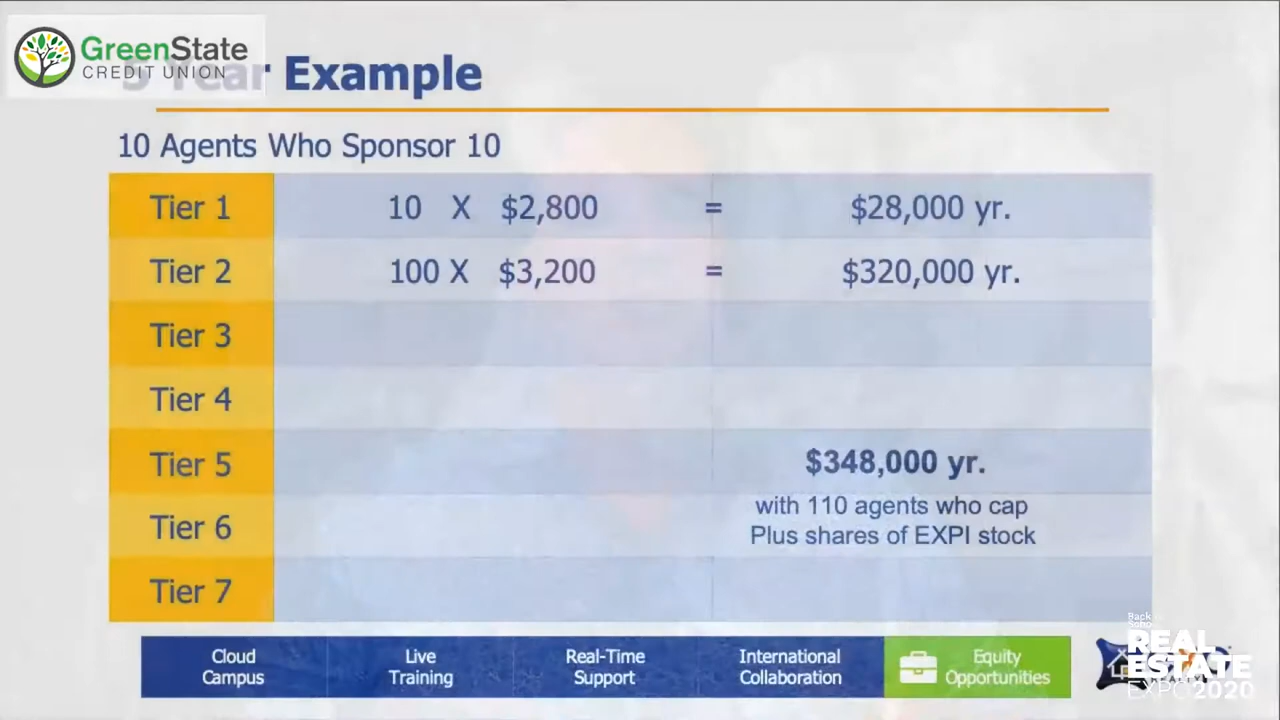 GreenState
CREDIT UNION
5 Year Example
10 Agents Who Sponsor 10
Tier 1 10 X $2,800 = $28,000 yr.
Tier 2 100 X $3,200 = $320,000 yr.
Tier 3
Tier 4
Tier 5 $348,000 yr.
with 110 agents who cap
Tier 6
Plus shares of EXPI stock
Tier 7
Cloud
Campus
Live
Training
Real-Time
Support
International
Collaboration
Equity
Opportunities
Back
REAL
ESTATE
EXPO 2020